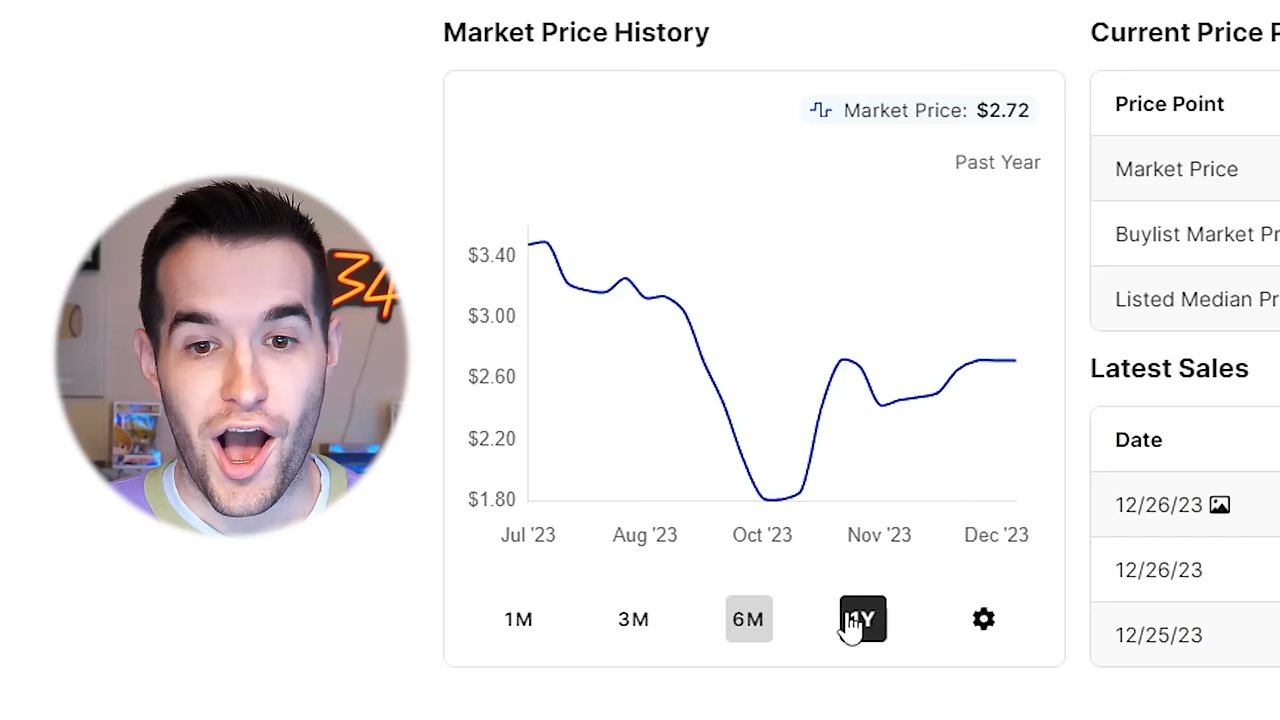 Market Price History
Market Price: $2.72
Past Year
$3.40
$3.00
$2.60
$2.20
$1.80
Jul '23
Aug '23
Oct '23
Nov '23
Dec '23
1M
3M
6M
1Y
34
Current Price P
Price Point
Market Price
Buylist Market Pr
Listed Median Pr
Latest Sales
Date
12/26/23
12/26/23
12/25/23